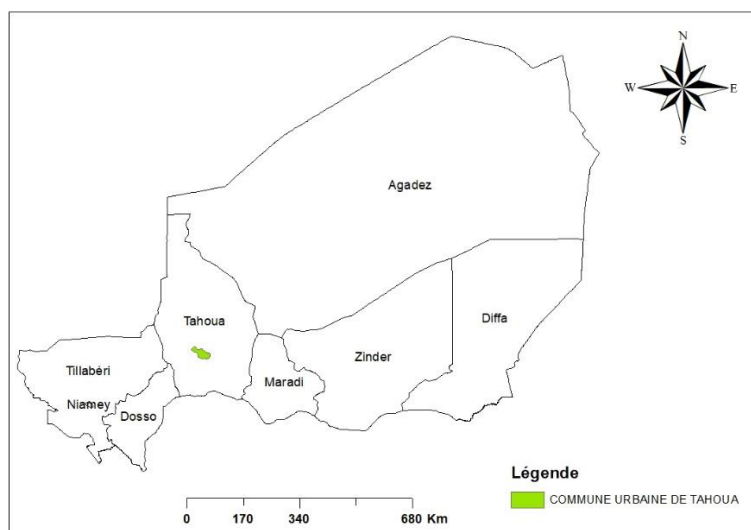 N
W E
S
Agadez
Tahoua
Diffa
Zinder
Tillabéri
Maradi
Niamey
Dosso
Légende
COMMUNE URBAINE DE TAHOUA
0 170 340 680 Km